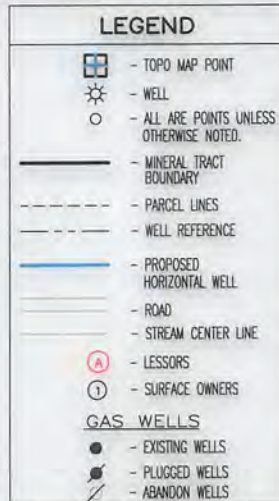 LEGEND
- TOPO MAP POINT
- WELL
- ALL ARE POINTS UNLESS
OTHERWISE NOTED.
- MINERAL TRACT
BOUNDARY
- PARCEL LINES
- WELL REFERENCE
- PROPOSED
HORIZONTAL WELL
- ROAD
- STREAM CENTER LINE
A - LESSORS
1 - SURFACE OWNERS
GAS WELLS
- EXISTING WELLS
- PLUGGED WELLS
- ABANDON WELLS